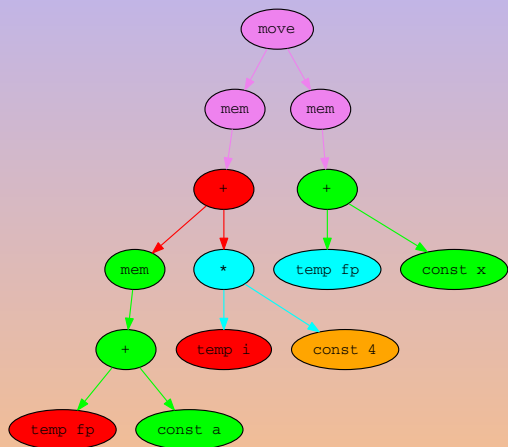 move
mem mem
+ +
mem * temp fp const x
+ temp i const 4
temp fp const a